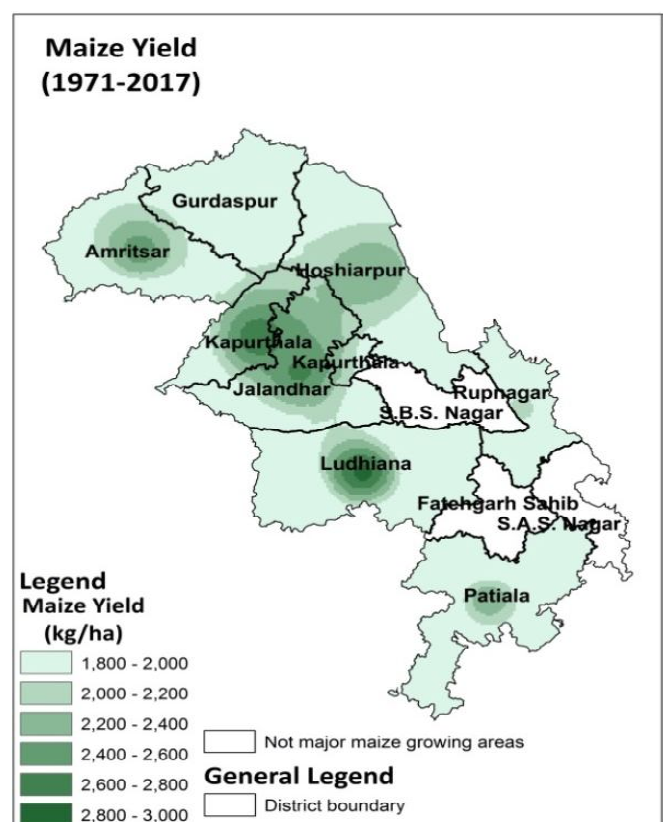 Maize Yield
(1971-2017)
Gurdaspur
Amritsar
Hoshiarpur
Kapurthala
Kapurthala
Jalandhar
Rupnagar
S.B.S. Nagar
Ludhiana
Fatehgarh Sahib
S.A.S. Nagar
Patiala
Legend
Maize Yield
(kg/ha)
1,800 - 2,000
2,000 - 2,200
2,200 - 2,400
2,400 - 2,600
2,600 - 2,800
2,800 - 3,000
Not major maize growing areas
General Legend
District boundary